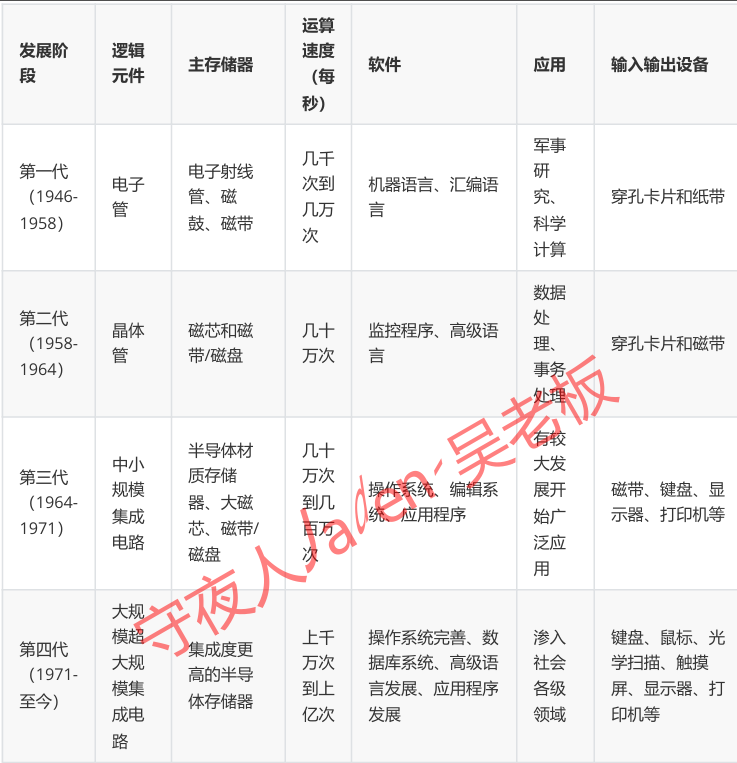 发展阶
段
逻辑
元件
主存储器
运算
速度
（每
秒）
软件
应用
输入输出设备
第一代
（1946-
1958）
电子
管
电子射线
管、磁
鼓、磁带
几千
次到
几万
次
机器语言、汇编语
言
军事
研
究、
科学
计算
穿孔卡片和纸带
第二代
（1958-
1964）
晶体
管
磁芯和磁
带/磁盘
几十
万次
监控程序、高级语
言
数据
处
理、
事务
处理
穿孔卡片和磁带
第三代
（1964-
1971）
中小
规模
集成
电路
半导体材
质存储
器、大磁
芯、磁带/
磁盘
几十
万次
到几
百万
次
操作系统、编辑系
统、应用程序
有较
大发
展开
始广
泛应
用
磁带、键盘、显
示器、打印机等
第四代
（1971-
至今）
大规
模超
大规
模集
成电
路
集成度更
高的半导
体存储器
上千
万次
到上
亿次
操作系统完善、数
据库系统、高级语
言发展、应用程序
发展
渗入
社会
各级
领域
键盘、鼠标、光
学扫描、触摸
屏、显示器、打
印机等
守夜人Jaden-吴老板